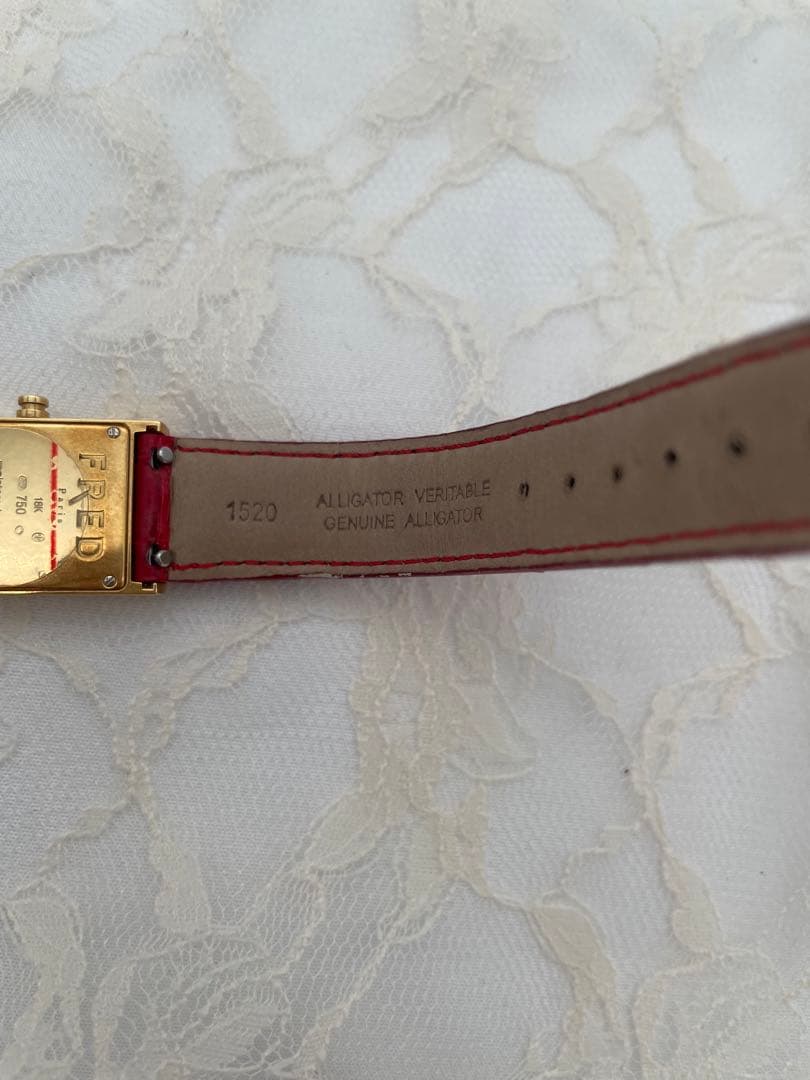 FRED
Paris
18K
750
1520
ALLIGATOR VERITABLE
GENUINE ALLIGATOR